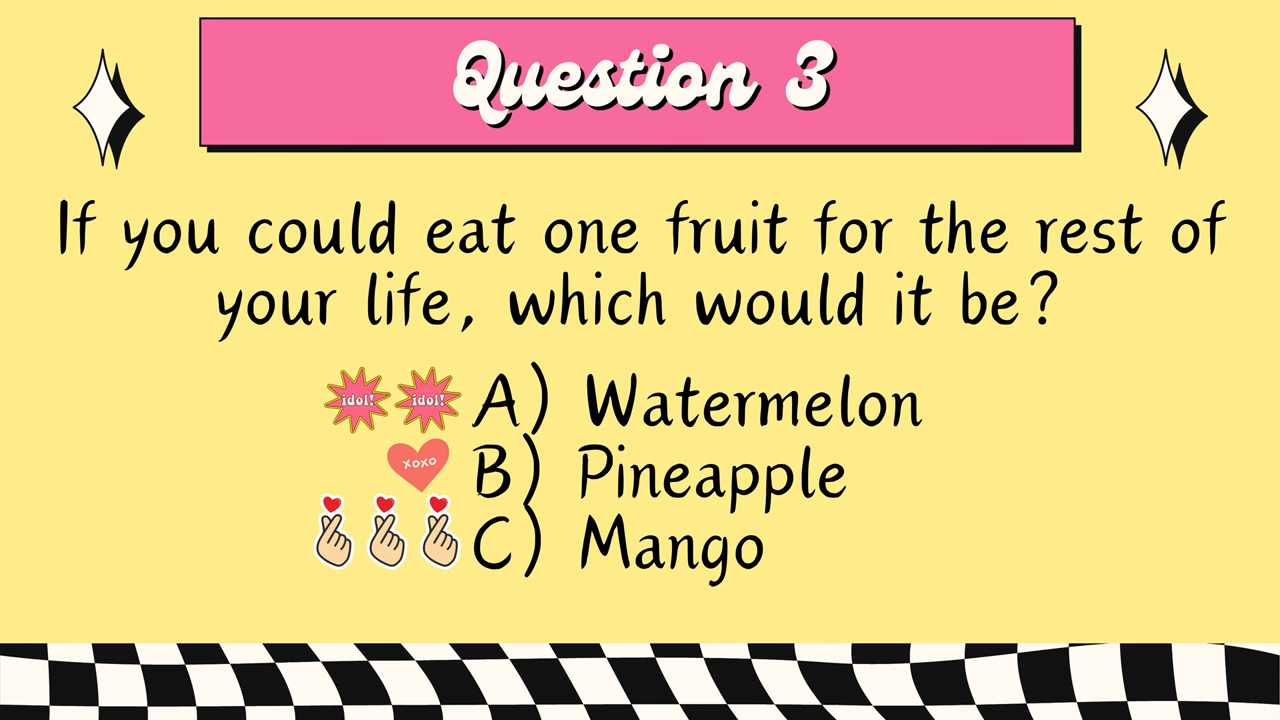 Question 3
If you could eat one fruit for the rest of
your life, which would it be?
idol! idol! A) Watermelon
xoxo B) Pineapple
C) Mango